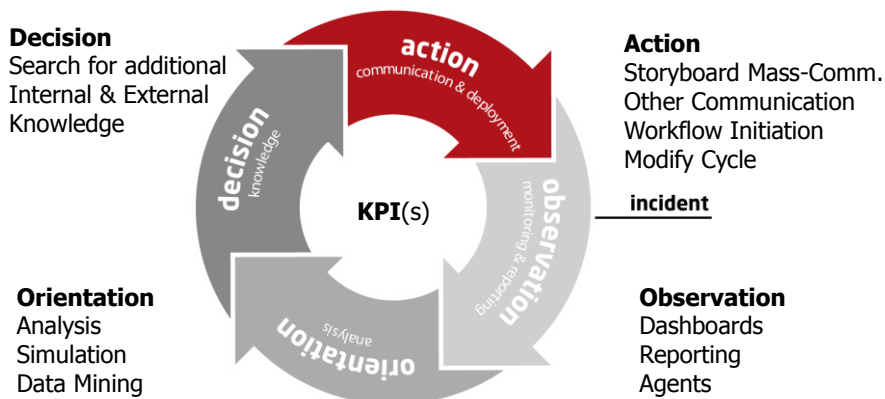 Decision
Search for additional
Internal & External
Knowledge
action
communication & deployment
Action
Storyboard Mass-Comm.
Other Communication
Workflow Initiation
Modify Cycle
decision
knowledge
KPI(s)
observation
monitoring & reporting
incident
orientation
analysis
Orientation
Analysis
Simulation
Data Mining
Observation
Dashboards
Reporting
Agents